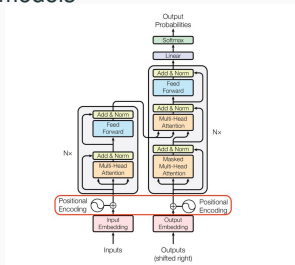 models
Output
Probabilities
Softmax
Linear
Add & Norm
Feed
Forward
Add & Norm
Multi-Head
Attention
Add & Norm
Masked
Multi-Head
Attention
Nx
Add & Norm
Feed
Forward
Add & Norm
Multi-Head
Attention
Nx
Positional
Encoding
Positional
Encoding
Input
Embedding
Output
Embedding
Inputs
Outputs
(shifted right)